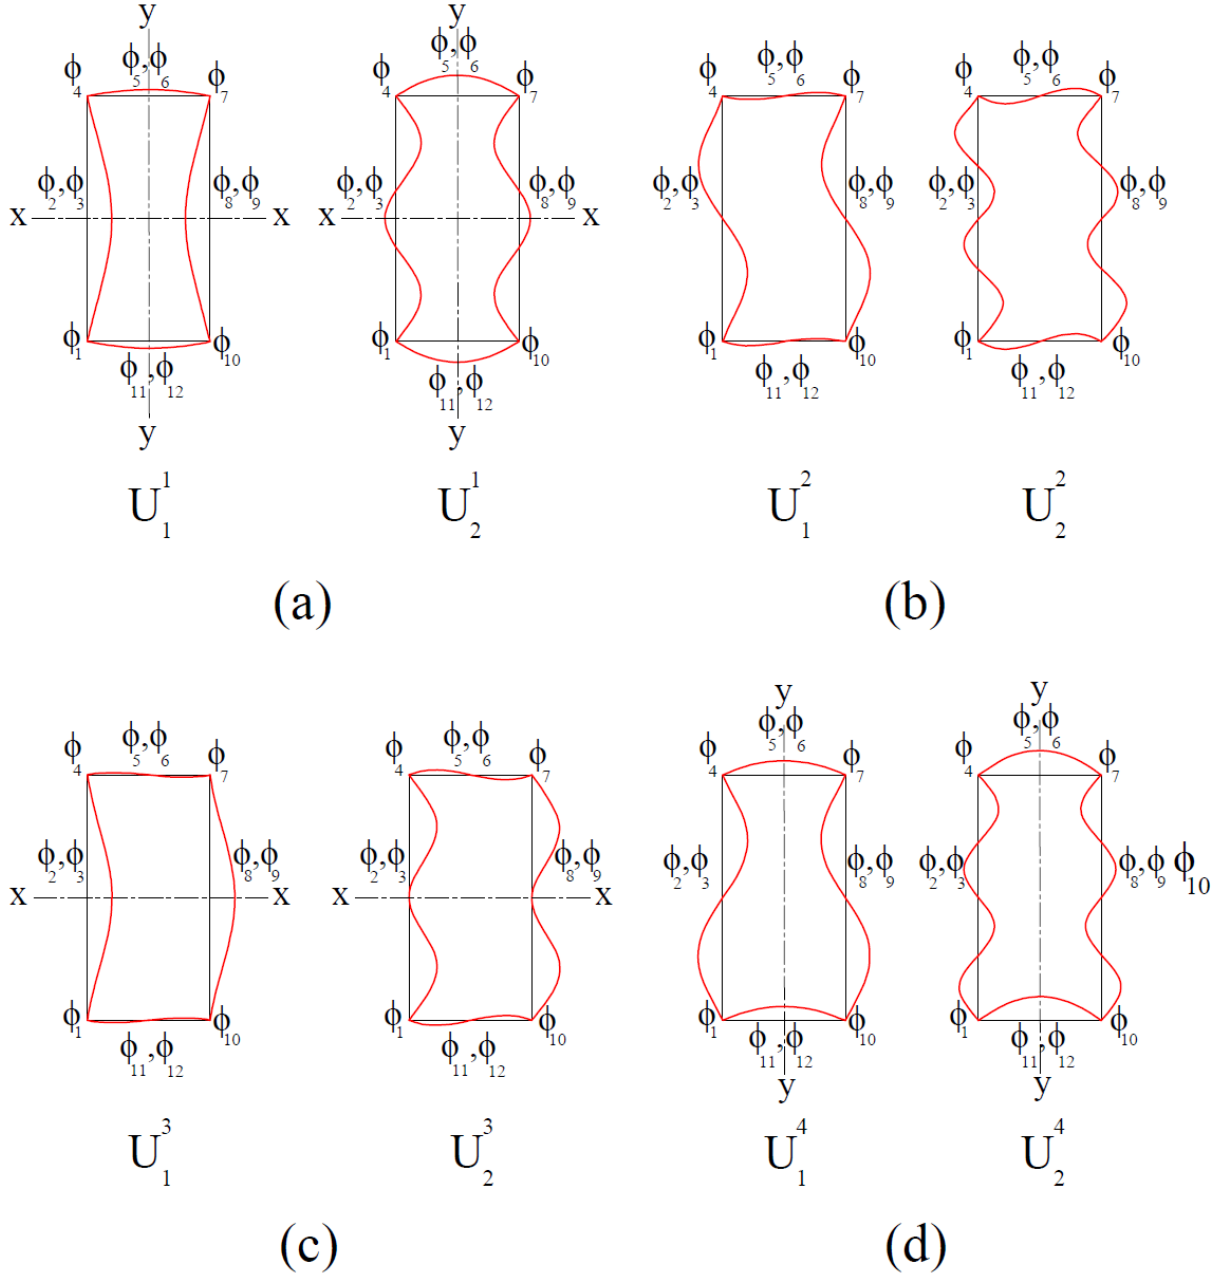 y y
ϕ₄ ϕ₅,ϕ₆ ϕ₇ ϕ₄ ϕ₅,ϕ₆ ϕ₇ ϕ₄ ϕ₅,ϕ₆ ϕ₇ ϕ₄ ϕ₅,ϕ₆ ϕ₇
ϕ₂,ϕ₃ ϕ₈,ϕ₉ ϕ₂,ϕ₃ ϕ₈,ϕ₉ ϕ₂,ϕ₃ ϕ₈,ϕ₉ ϕ₂,ϕ₃ ϕ₈,ϕ₉
x x x x
ϕ₁ ϕ₁₀ ϕ₁ ϕ₁₀ ϕ₁ ϕ₁₀ ϕ₁ ϕ₁₀
ϕ₁₁,ϕ₁₂ ϕ₁₁,ϕ₁₂ ϕ₁₁,ϕ₁₂ ϕ₁₁,ϕ₁₂
y y
U₁¹ U₂¹ U₁² U₂²
(a) (b)
y y
ϕ₄ ϕ₅,ϕ₆ ϕ₇ ϕ₄ ϕ₅,ϕ₆ ϕ₇ ϕ₄ ϕ₅,ϕ₆ ϕ₇ ϕ₄ ϕ₅,ϕ₆ ϕ₇
ϕ₂,ϕ₃ ϕ₈,ϕ₉ ϕ₂,ϕ₃ ϕ₈,ϕ₉ ϕ₂,ϕ₃ ϕ₈,ϕ₉ ϕ₂,ϕ₃ ϕ₈,ϕ₉ ϕ₁₀
x x x x
ϕ₁ ϕ₁₀ ϕ₁ ϕ₁₀ ϕ₁ ϕ₁₀ ϕ₁ ϕ₁₀
ϕ₁₁,ϕ₁₂ ϕ₁₁,ϕ₁₂ ϕ₁₁,ϕ₁₂ ϕ₁₁,ϕ₁₂
y y
U₁³ U₂³ U₁⁴ U₂⁴
(c) (d)